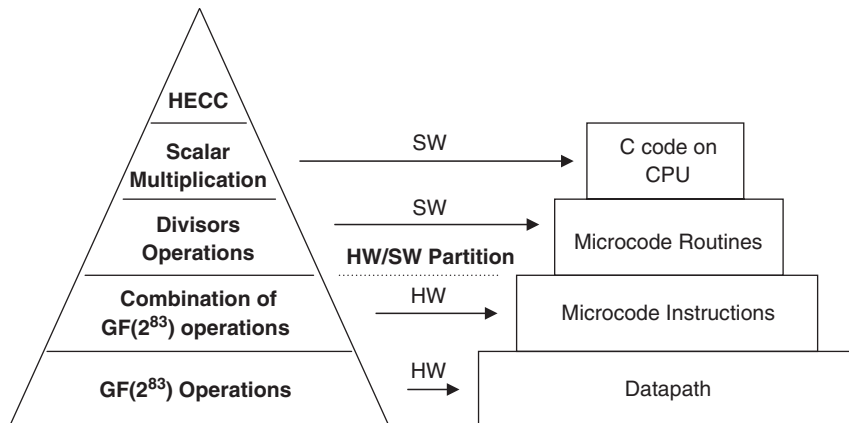 HECC
Scalar
Multiplication
SW
C code on
CPU
Divisors
Operations
SW
Microcode Routines
HW/SW Partition
Combination of
GF(2⁸³) operations
HW
Microcode Instructions
GF(2⁸³) Operations
HW
Datapath